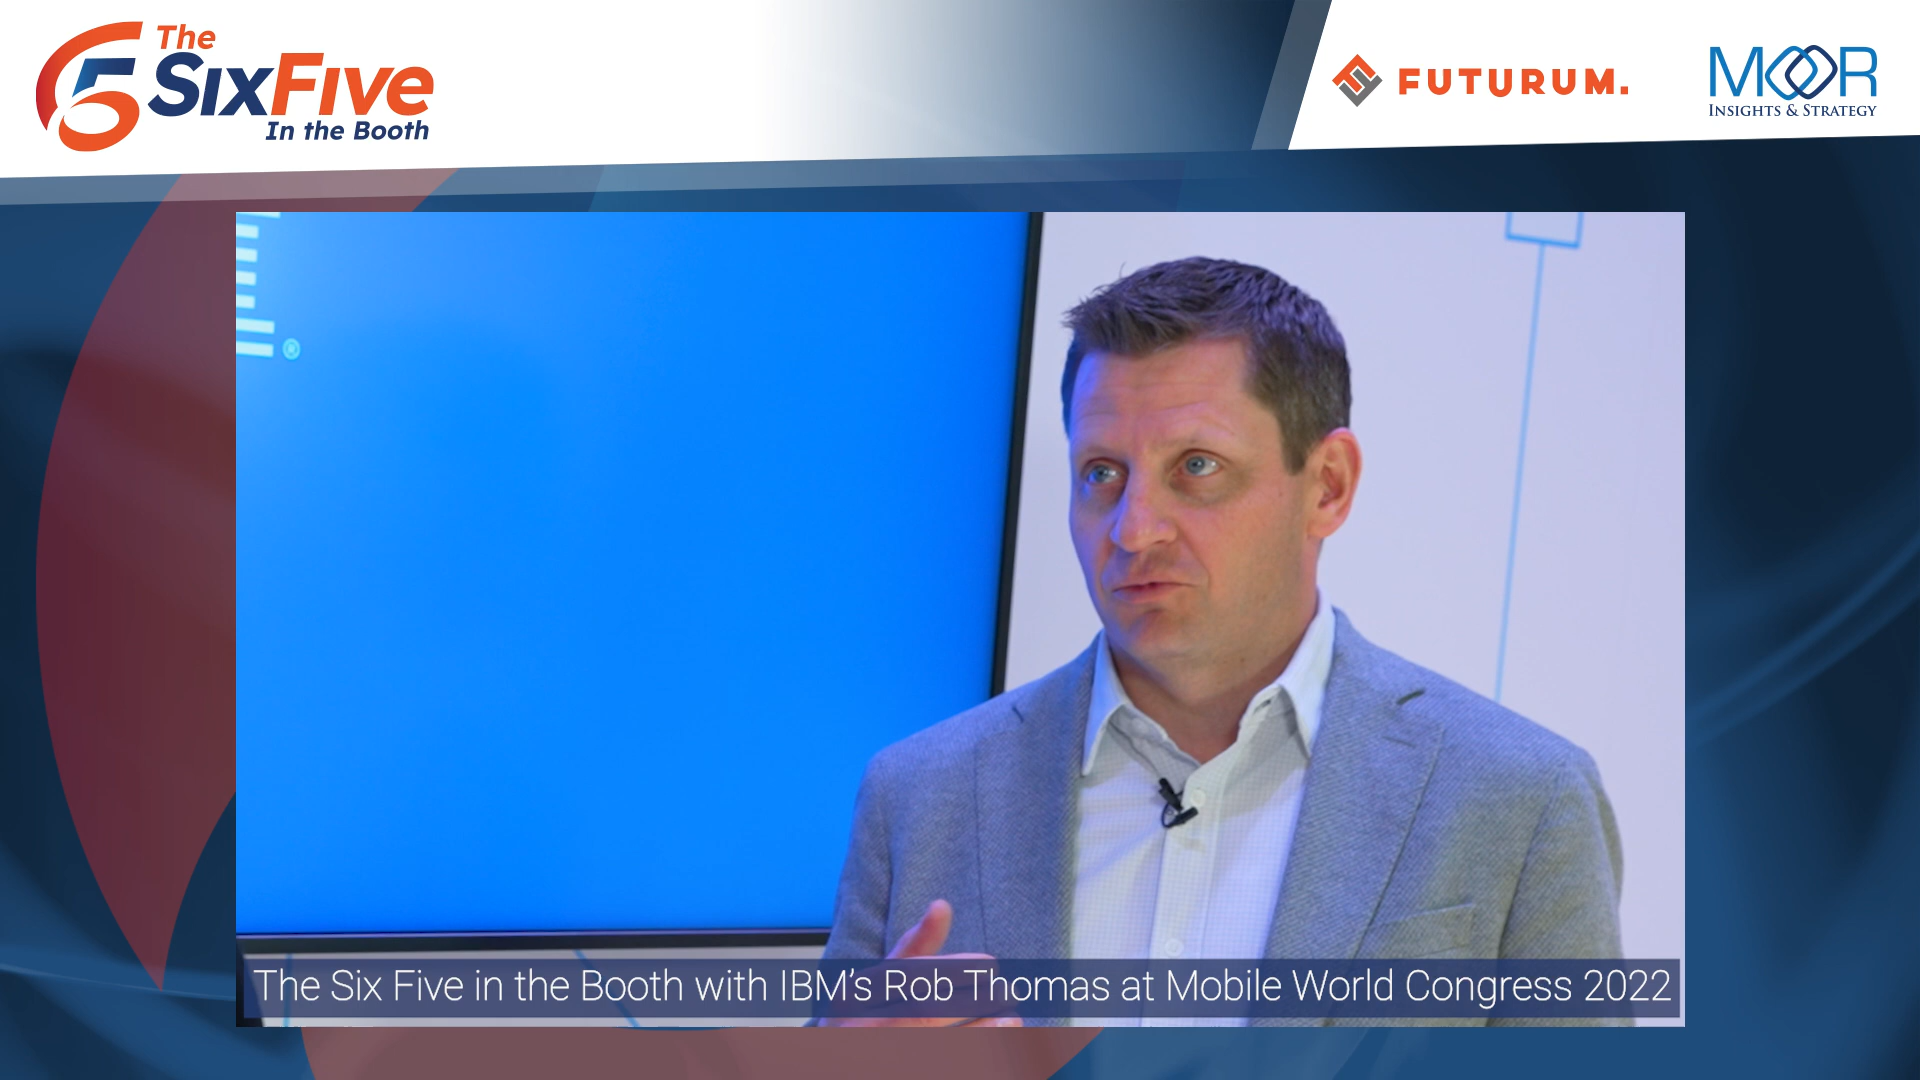 The
SixFive
In the Booth
FUTURUM.
MOOR
INSIGHTS & STRATEGY
The Six Five in the Booth with IBM's Rob Thomas at Mobile World Congress 2022